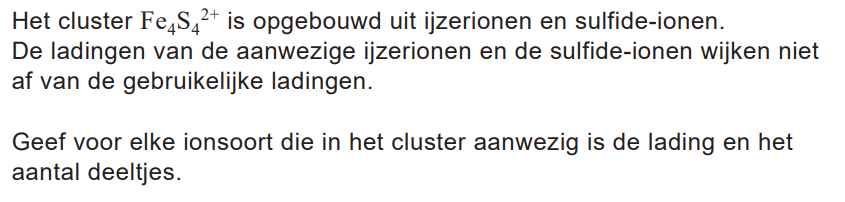 Het cluster Fe₄S₄²⁺ is opgebouwd uit ijzerionen en sulfide-ionen.
De ladingen van de aanwezige ijzerionen en de sulfide-ionen wijken niet
af van de gebruikelijke ladingen.
Geef voor elke ionsoort die in het cluster aanwezig is de lading en het
aantal deeltjes.